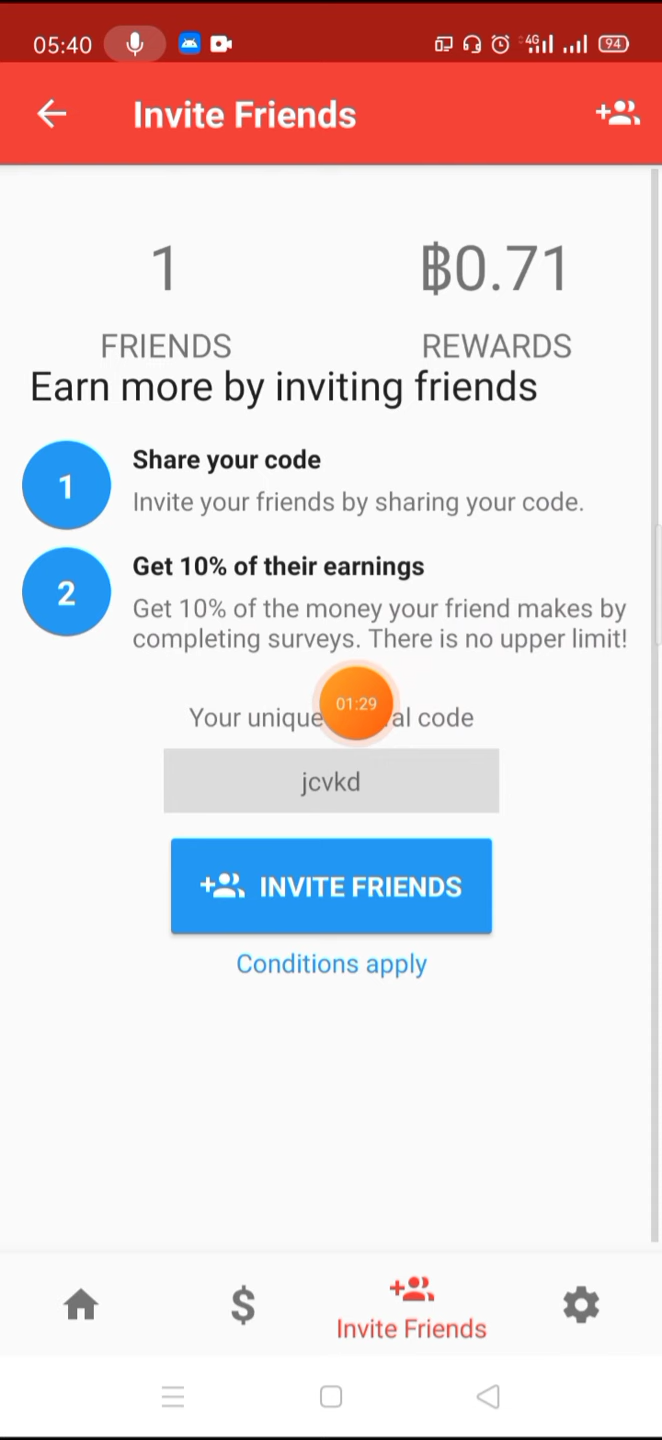 05:40 4G 94
Invite Friends
1 ฿0.71
FRIENDS REWARDS
Earn more by inviting friends
1 Share your code
Invite your friends by sharing your code.
2 Get 10% of their earnings
Get 10% of the money your friend makes by
completing surveys. There is no upper limit!
01:29
Your unique al code
jcvkd
INVITE FRIENDS
Conditions apply
$
Invite Friends